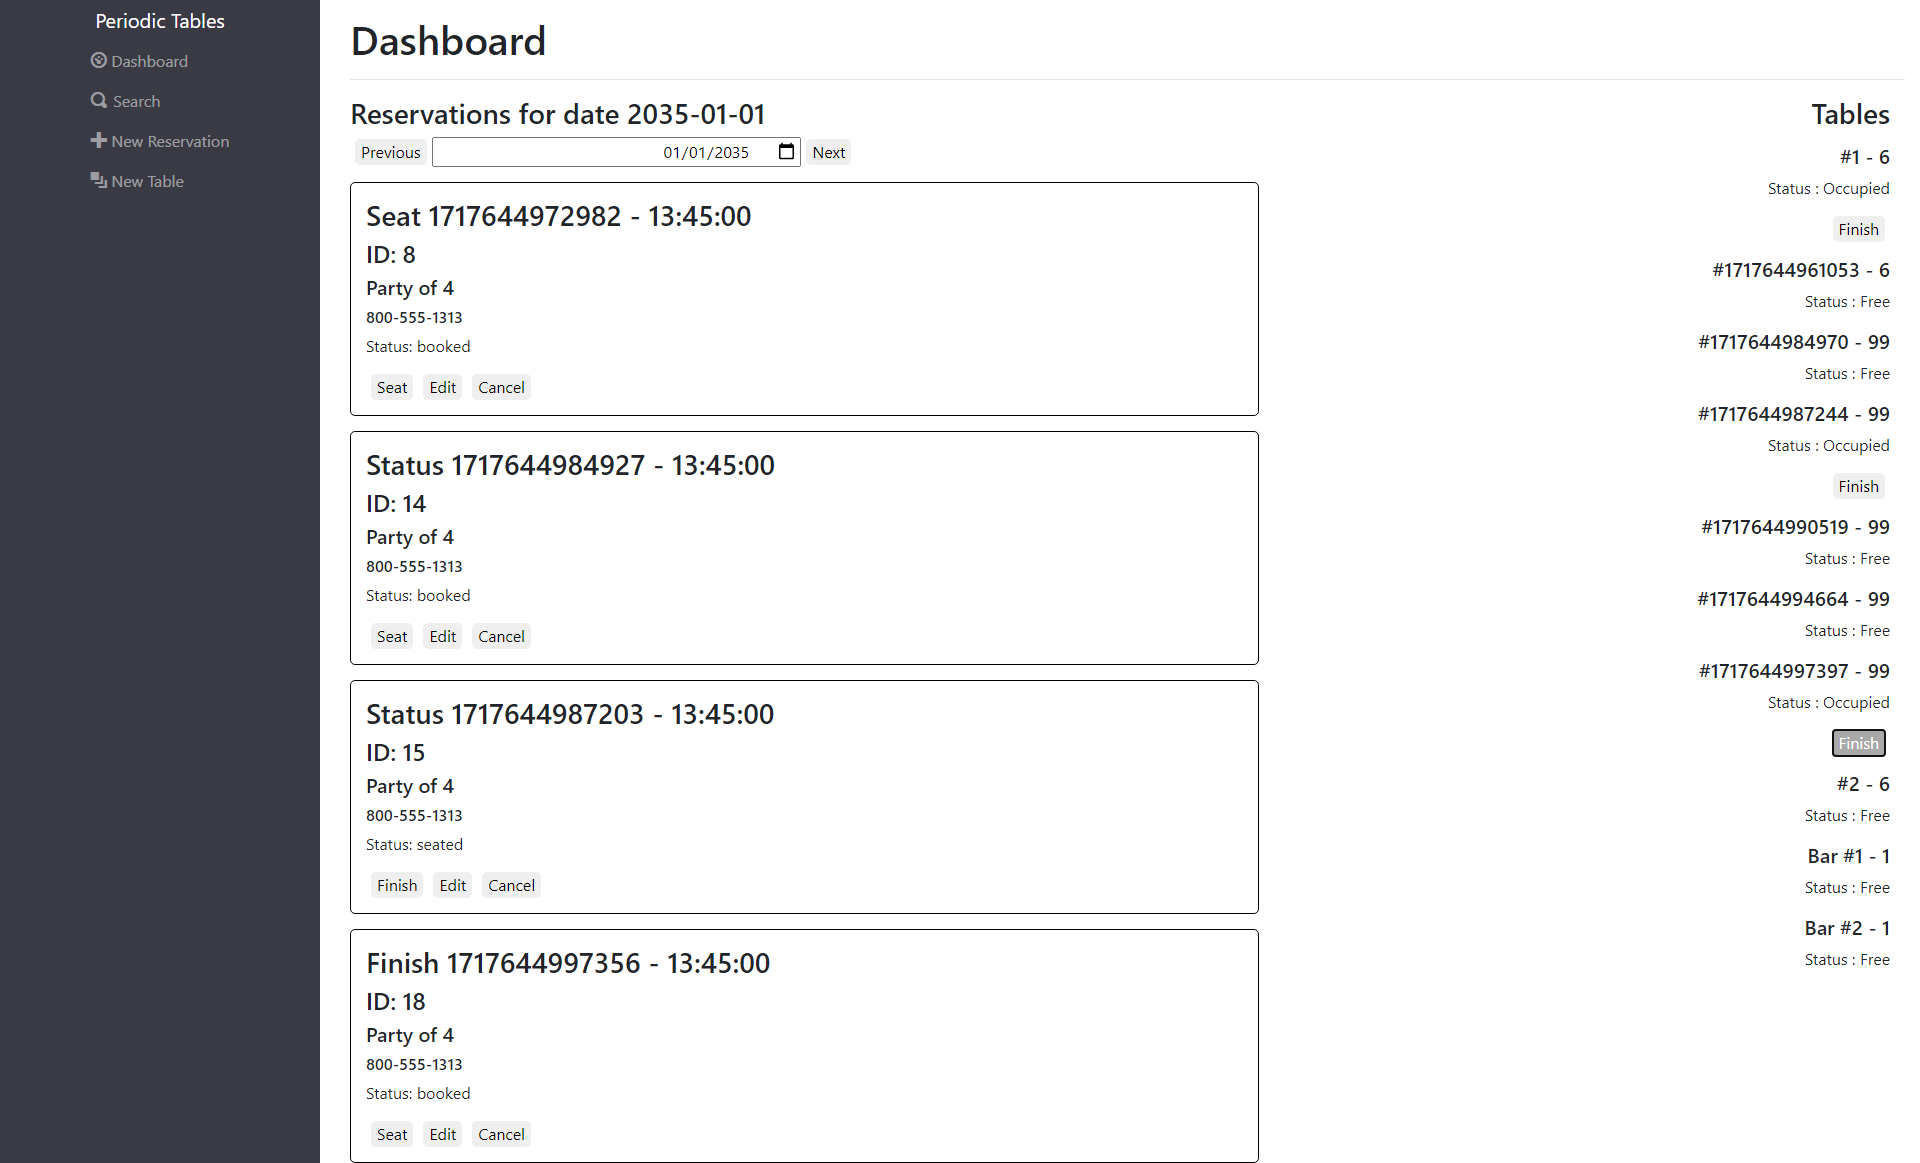 Periodic Tables
Dashboard
Search
New Reservation
New Table
Dashboard
Reservations for date 2035-01-01
Previous 01/01/2035 Next
Seat 1717644972982 - 13:45:00
ID: 8
Party of 4
800-555-1313
Status: booked
Seat Edit Cancel
Status 1717644984927 - 13:45:00
ID: 14
Party of 4
800-555-1313
Status: booked
Seat Edit Cancel
Status 1717644987203 - 13:45:00
ID: 15
Party of 4
800-555-1313
Status: seated
Finish Edit Cancel
Finish 1717644997356 - 13:45:00
ID: 18
Party of 4
800-555-1313
Status: booked
Seat Edit Cancel
Tables
#1 - 6
Status : Occupied
Finish
#1717644961053 - 6
Status : Free
#1717644984970 - 99
Status : Free
#1717644987244 - 99
Status : Occupied
Finish
#1717644990519 - 99
Status : Free
#1717644994664 - 99
Status : Free
#1717644997397 - 99
Status : Occupied
Finish
#2 - 6
Status : Free
Bar #1 - 1
Status : Free
Bar #2 - 1
Status : Free